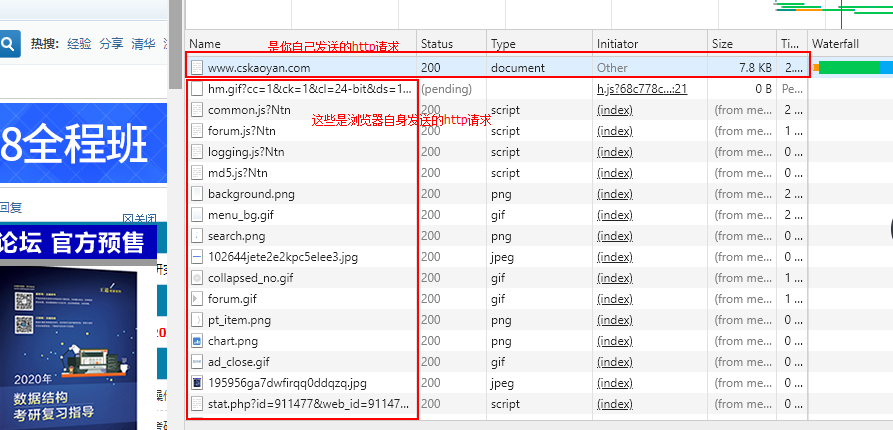 热搜: 经验 分享 清华
8全程班
回复
关闭
论坛 官方预售
2020年
数据结构
考研复习指导
Name Status Type Initiator Size Ti... Waterfall
是你自己发送的http请求
www.cskaoyan.com 200 document Other 7.8 KB 2....
hm.gif?cc=1&ck=1&cl=24-bit&ds=1... (pending) h.js?68c778c...:21 0 B Pe...
common.js?Ntn 200 script (index) (from me... 2 ...
这些是浏览器自身发送的http请求
forum.js?Ntn 200 script (index) (from me... 1 ...
logging.js?Ntn 200 script (index) (from me... 0 ...
md5.js?Ntn 200 script (index) (from me... 0 ...
background.png 200 png (index) (from me... 2 ...
menu_bg.gif 200 gif (index) (from me... 2 ...
search.png 200 png (index) (from me... 0 ...
102644jete2e2kpc5elee3.jpg 200 jpeg (index) (from me... 0 ...
collapsed_no.gif 200 gif (index) (from me... 1 ...
forum.gif 200 gif (index) (from me... 1 ...
pt_item.png 200 png (index) (from me... 0 ...
chart.png 200 png (index) (from me... 0 ...
ad_close.gif 200 gif (index) (from me... 0 ...
195956ga7dwfirqq0ddqzq.jpg 200 jpeg (index) (from me... 0 ...
stat.php?id=911477&web_id=91147... 200 script (index) (from me... 0 ...